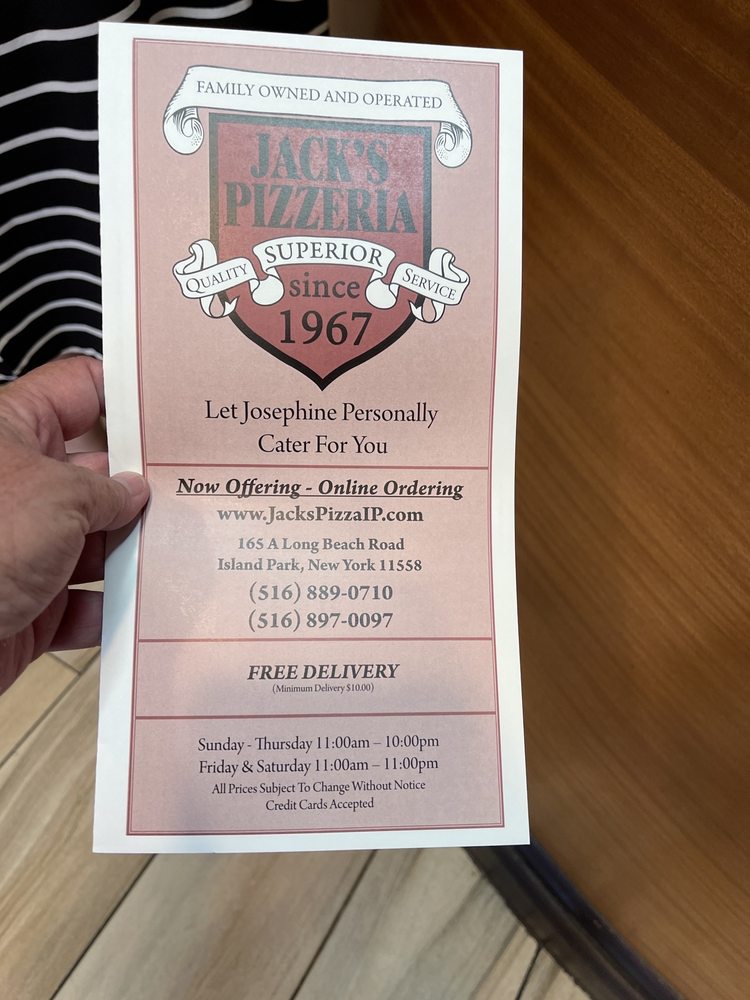 FAMILY OWNED AND OPERATED
JACK'S
PIZZERIA
QUALITY SUPERIOR SERVICE
since
1967
Let Josephine Personally
Cater For You
Now Offering - Online Ordering
www.JacksPizzaIP.com
165 A Long Beach Road
Island Park, New York 11558
(516) 889-0710
(516) 897-0097
FREE DELIVERY
(Minimum Delivery $10.00)
Sunday - Thursday 11:00am – 10:00pm
Friday & Saturday 11:00am – 11:00pm
All Prices Subject To Change Without Notice
Credit Cards Accepted